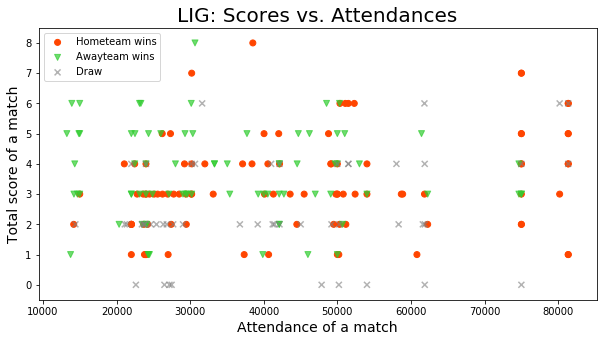 LIG: Scores vs. Attendances
Hometeam wins
Awayteam wins
Draw
Total score of a match
8
7
6
5
4
3
2
1
0
10000 20000 30000 40000 50000 60000 70000 80000
Attendance of a match